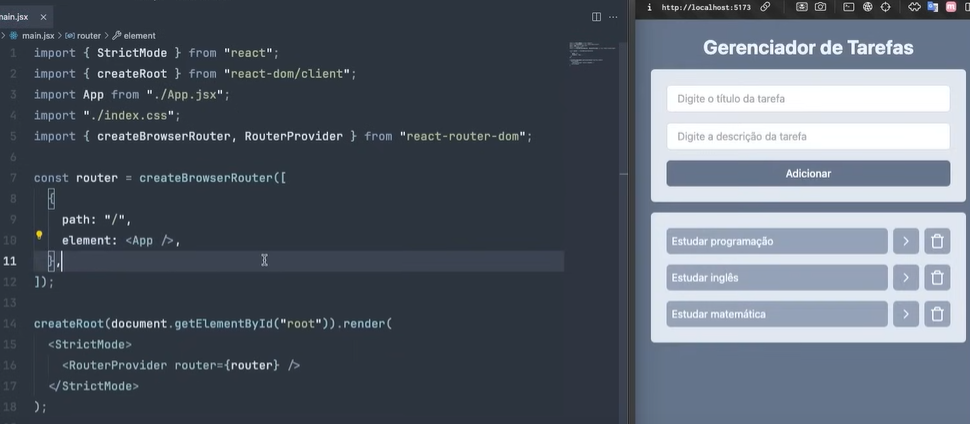 main.jsx
main.jsx > router > element
1 import { StrictMode } from "react";
2 import { createRoot } from "react-dom/client";
3 import App from "./App.jsx";
4 import "./index.css";
5 import { createBrowserRouter, RouterProvider } from "react-router-dom";
6
7 const router = createBrowserRouter([
8 {
9 path: "/",
10 element: <App />,
11 },
12 ]);
13
14 createRoot(document.getElementById("root")).render(
15 <StrictMode>
16 <RouterProvider router={router} />
17 </StrictMode>
18 );
http://localhost:5173
Gerenciador de Tarefas
Digite o título da tarefa
Digite a descrição da tarefa
Adicionar
Estudar programação
Estudar inglês
Estudar matemática